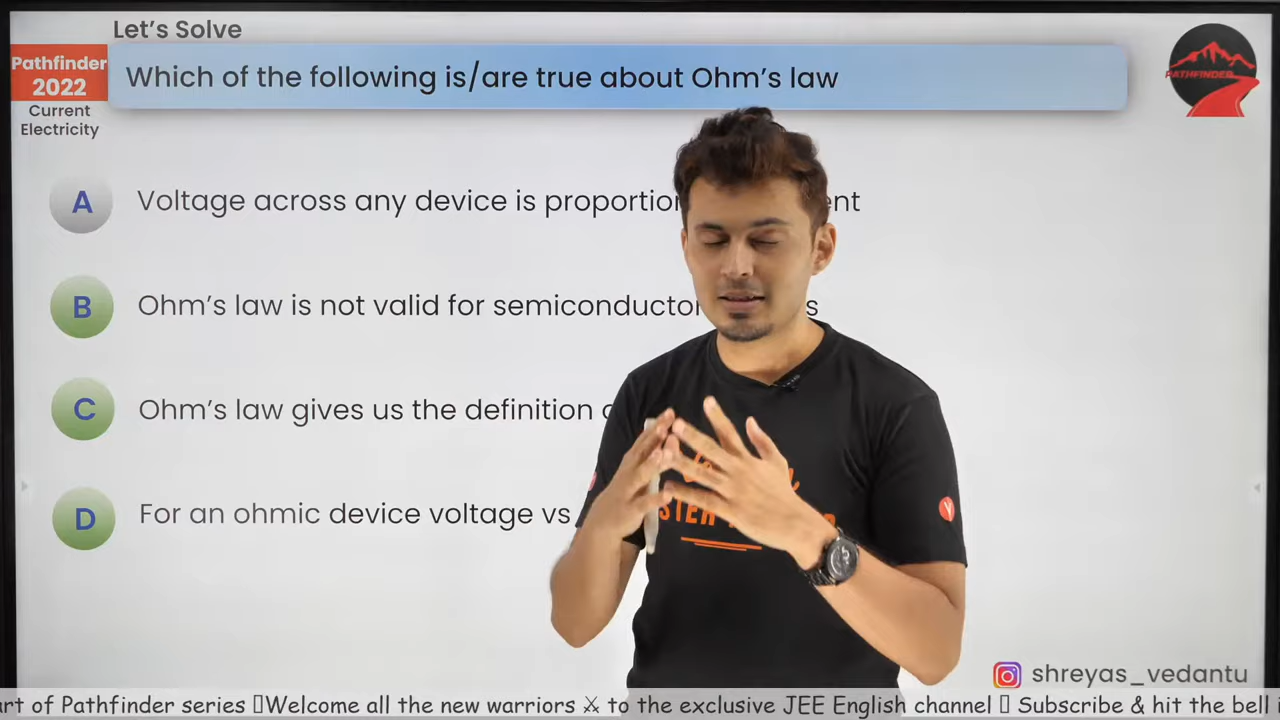 Let's Solve
Pathfinder
2022
Current
Electricity
Which of the following is/are true about Ohm's law
PATHFINDER
A Voltage across any device is
B Ohm's law is not valid for
C Ohm's law gives us the definition
D For an ohmic device voltage vs
shreyas_vedantu
art of Pathfinder series Welcome all the new warriors ⚔ to the exclusive JEE English channel Subscribe & hit the bell